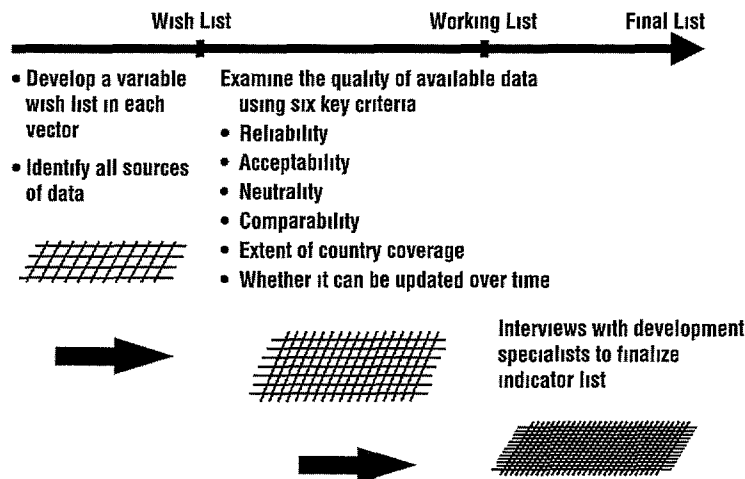 Wish List
Working List
Final List
• Develop a variable
wish list in each
vector
• Identify all sources
of data
Examine the quality of available data
using six key criteria
• Reliability
• Acceptability
• Neutrality
• Comparability
• Extent of country coverage
• Whether it can be updated over time
Interviews with development
specialists to finalize
indicator list